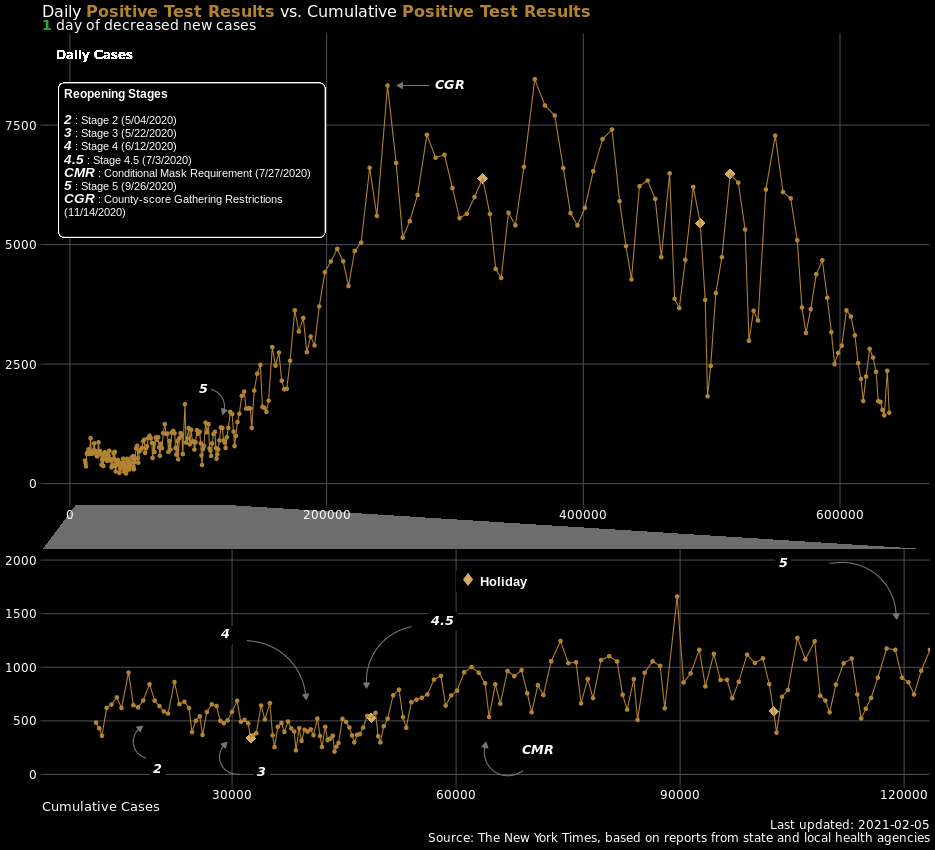 Daily Positive Test Results vs. Cumulative Positive Test Results
1 day of decreased new cases
Daily Cases
CGR
Reopening Stages
2 : Stage 2 (5/04/2020)
3 : Stage 3 (5/22/2020)
4 : Stage 4 (6/12/2020)
4.5 : Stage 4.5 (7/3/2020)
CMR : Conditional Mask Requirement (7/27/2020)
5 : Stage 5 (9/26/2020)
CGR : County-score Gathering Restrictions
(11/14/2020)
7500
5000
2500
0
5
0
200000
400000
600000
2000
1500
1000
500
0
Holiday
5
4
4.5
2
3
CMR
30000
60000
90000
120000
Cumulative Cases
Last updated: 2021-02-05
Source: The New York Times, based on reports from state and local health agencies